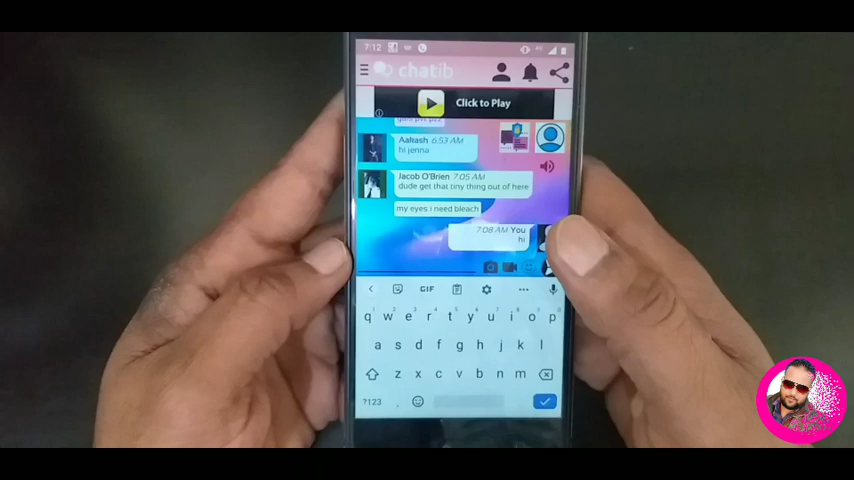 7:12
chatib
Click to Play
Aakash 6:53 AM
hi jenna
Jacob O'Brien 7:05 AM
dude get that tiny thing out of here
my eyes i need bleach
7:08 AM You
hi
GIF
q w e r t y u i o p
a s d f g h j k l
z x c v b n m
?123 .